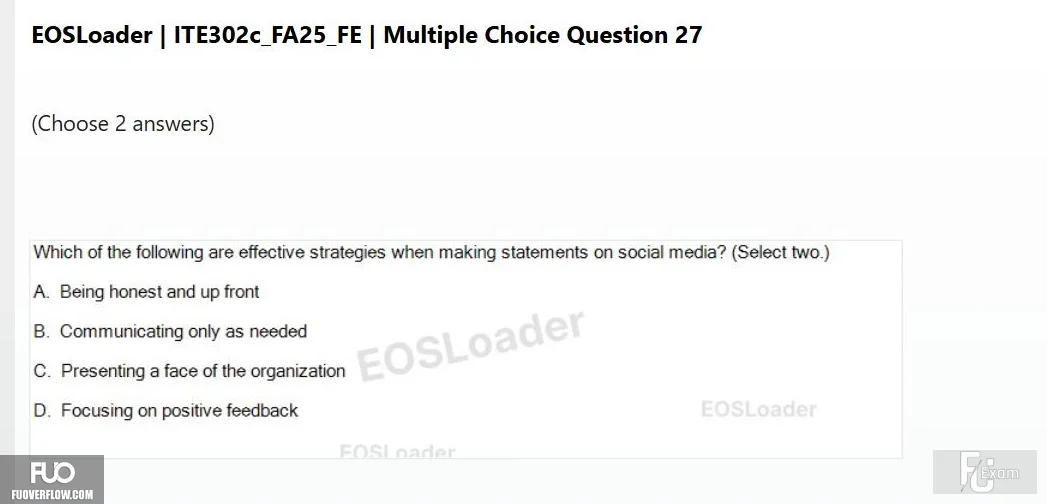 EOSLoader | ITE302c_FA25_FE | Multiple Choice Question 27
(Choose 2 answers)
Which of the following are effective strategies when making statements on social media? (Select two.)
A. Being honest and up front
B. Communicating only as needed
EOSLoader
C. Presenting a face of the organization
D. Focusing on positive feedback
EOSLoader
EOSLoader
FUO
FUOVERFLOW.COM
FU Exam